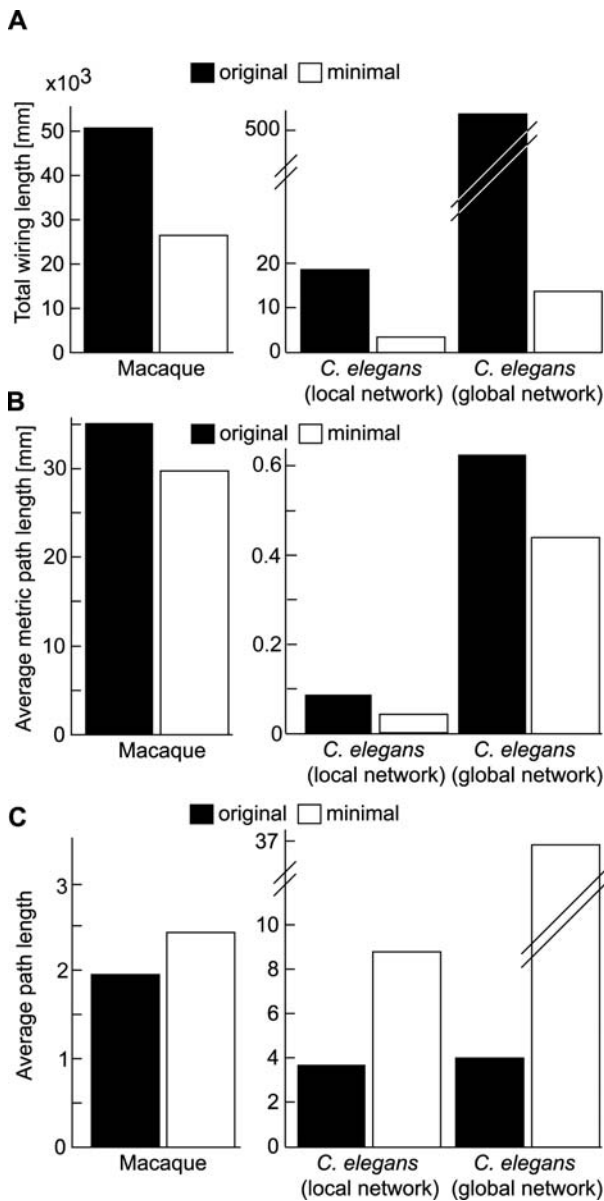 A
original minimal
x10³
Total wiring length [mm]
50
40
30
20
10
0
Macaque
500
20
10
0
C. elegans
(local network)
C. elegans
(global network)
B
original minimal
Average metric path length [mm]
30
20
10
0
Macaque
0.6
0.4
0.2
0
C. elegans
(local network)
C. elegans
(global network)
C
original minimal
Average path length
3
2
1
0
Macaque
37
10
8
6
4
2
0
C. elegans
(local network)
C. elegans
(global network)